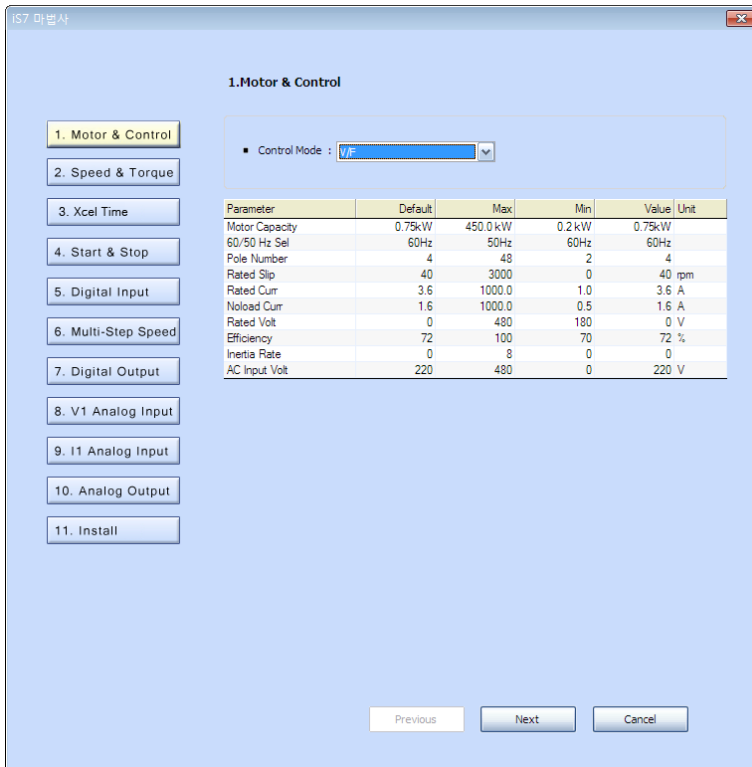 iS7 마법사
1.Motor & Control
1. Motor & Control
2. Speed & Torque
3. Xcel Time
4. Start & Stop
5. Digital Input
6. Multi-Step Speed
7. Digital Output
8. V1 Analog Input
9. I1 Analog Input
10. Analog Output
11. Install
Control Mode : V/F
Parameter Default Max Min Value Unit
Motor Capacity 0.75kW 450.0 kW 0.2 kW 0.75kW
60/50 Hz Sel 60Hz 50Hz 60Hz 60Hz
Pole Number 4 48 2 4
Rated Slip 40 3000 0 40 rpm
Rated Curr 3.6 1000.0 1.0 3.6 A
Noload Curr 1.6 1000.0 0.5 1.6 A
Rated Volt 0 480 180 0 V
Efficiency 72 100 70 72 %
Inertia Rate 0 8 0 0
AC Input Volt 220 480 0 220 V
Previous Next Cancel